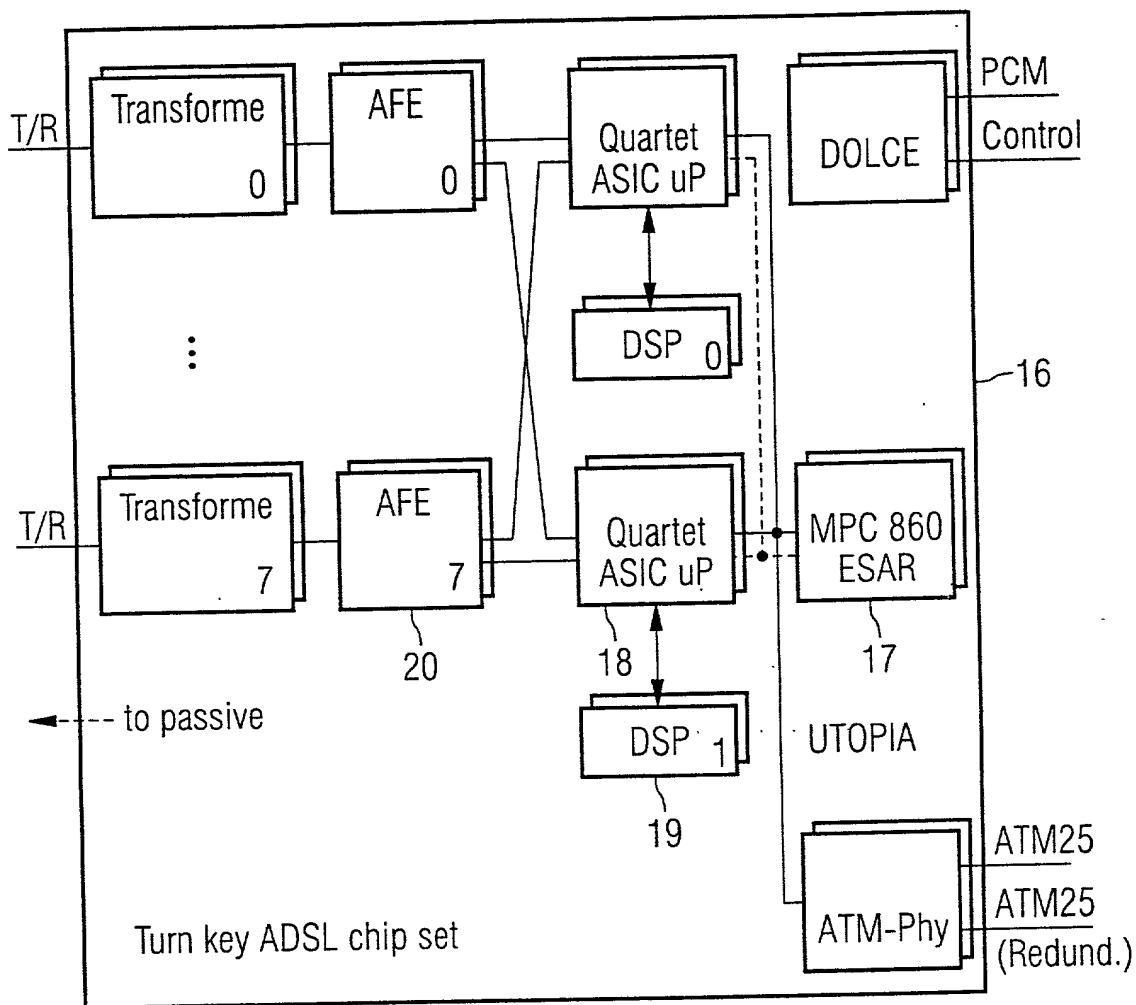 T/R
Transforme
0
AFE
0
Quartet
ASIC uP
DOLCE
PCM
Control
DSP 0
16
...
T/R
Transforme
7
AFE
7
20
Quartet
ASIC uP
18
MPC 860
ESAR
17
to passive
DSP 1
19
UTOPIA
ATM-Phy
ATM25
ATM25
(Redund.)
Turn key ADSL chip set